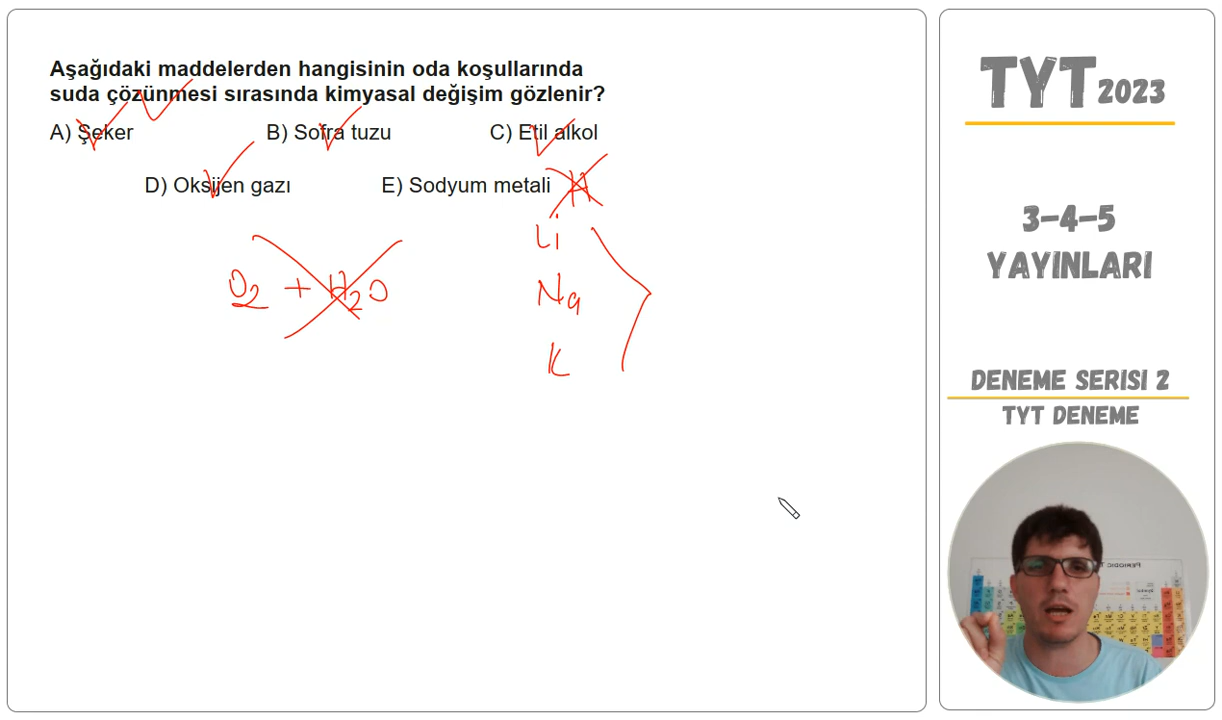 Aşağıdaki maddelerden hangisinin oda koşullarında
suda çözünmesi sırasında kimyasal değişim gözlenir?
A) Şeker B) Sofra tuzu C) Etil alkol
D) Oksijen gazı E) Sodyum metali H
Li
O2 + H2O Na
K
TYT 2023
3-4-5
YAYINLARI
DENEME SERISI 2
TYT DENEME